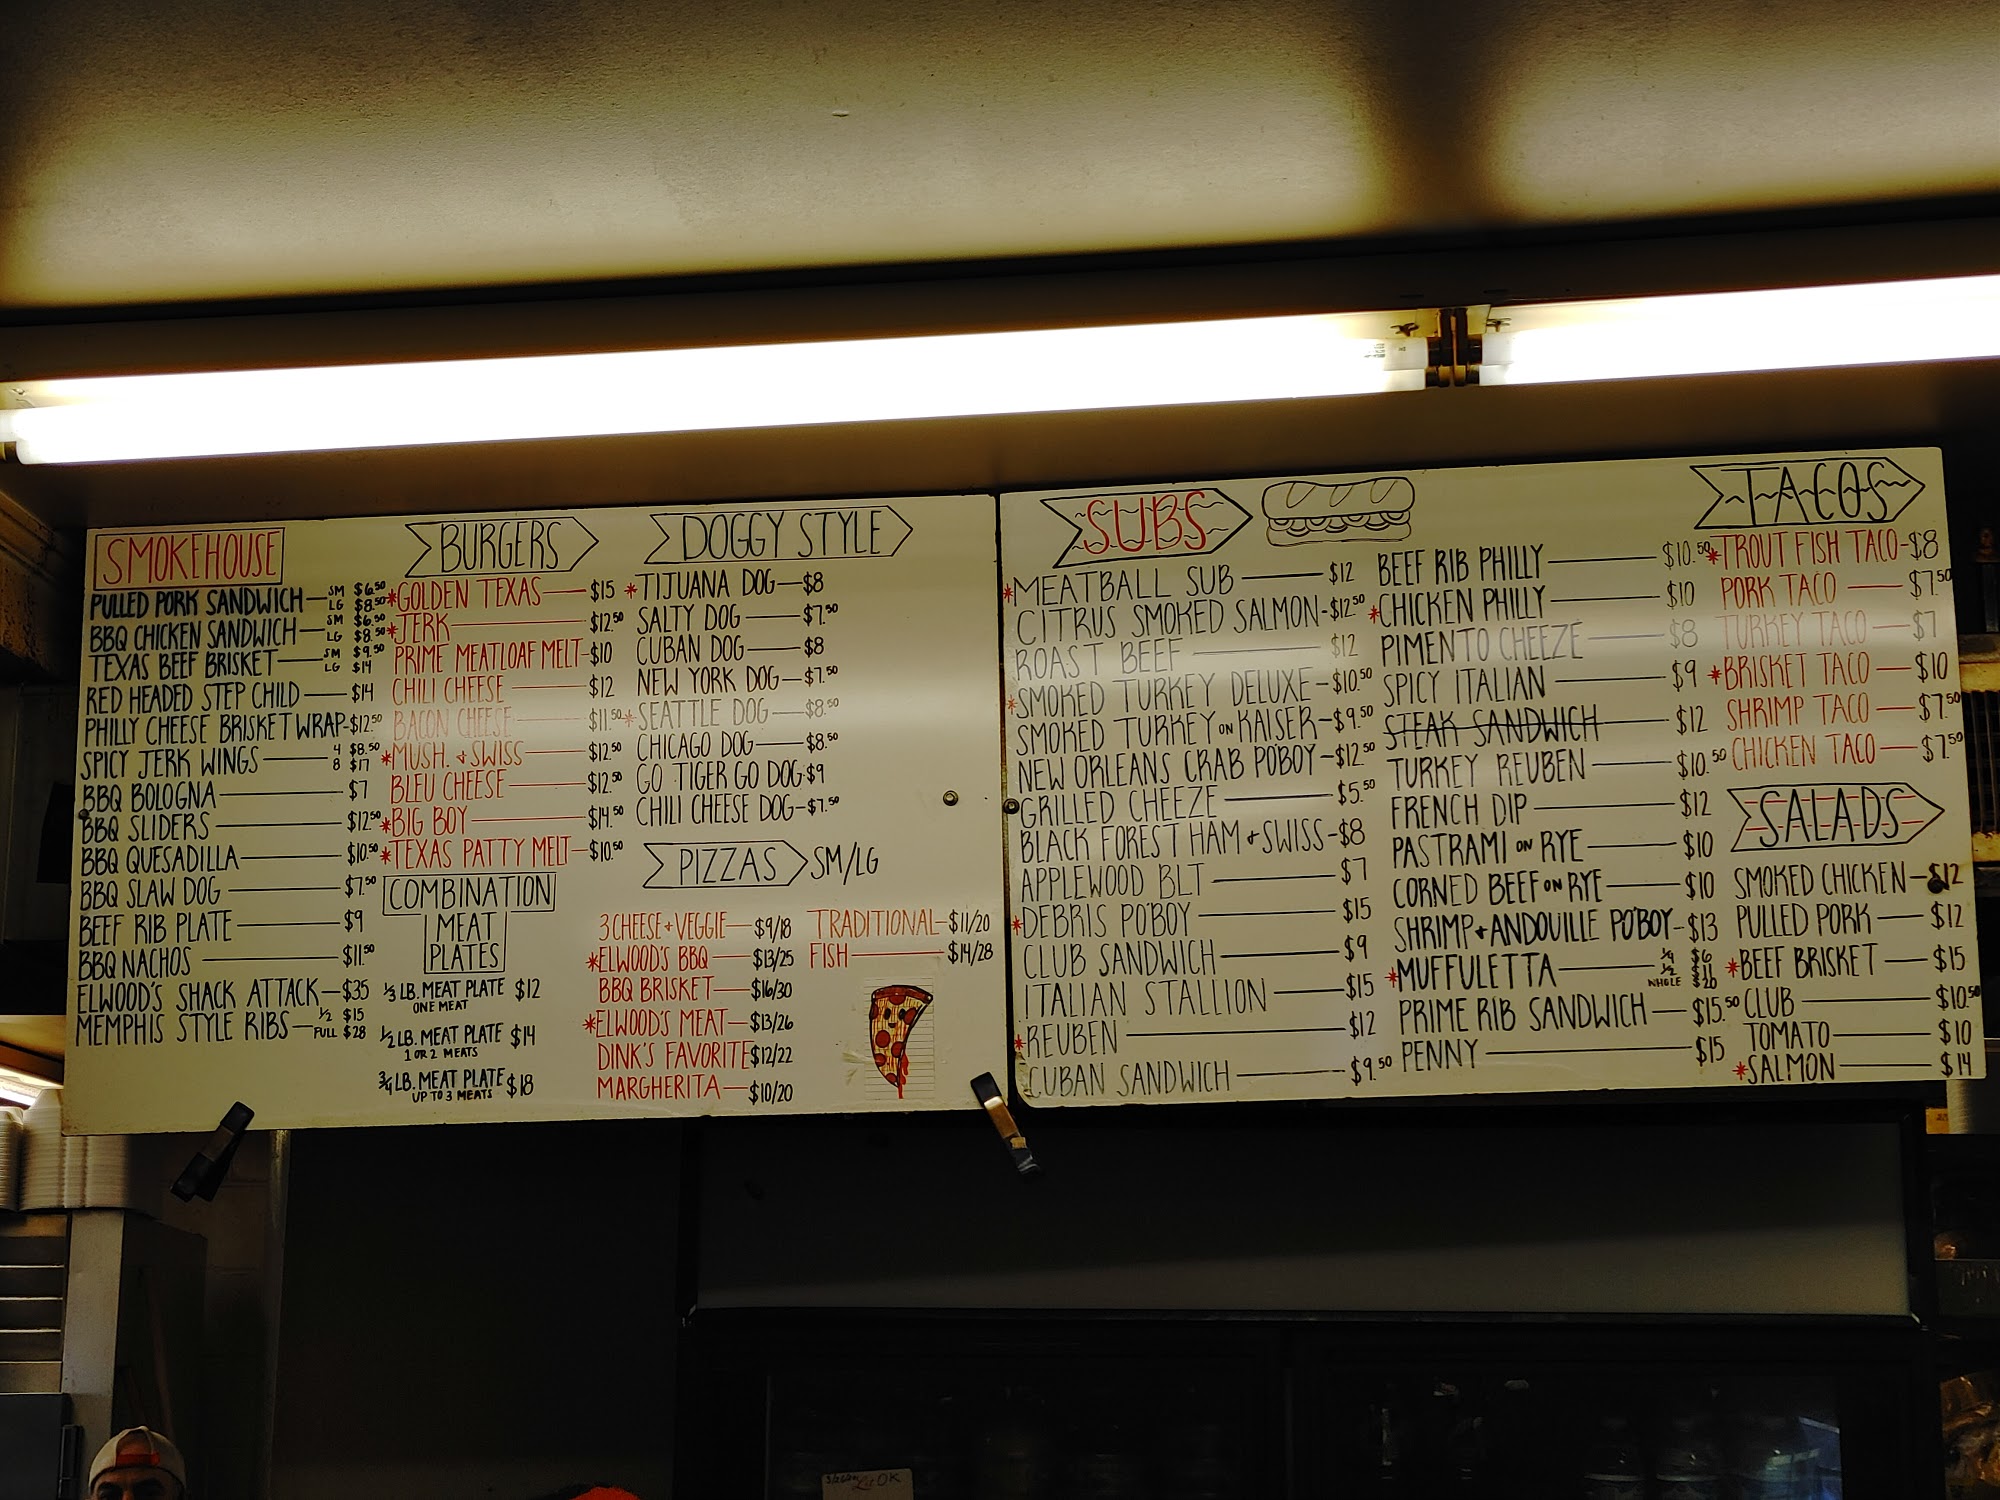 SMOKEHOUSE
PULLED PORK SANDWICH — SM $6.50 LG $8.50
BBQ CHICKEN SANDWICH — SM $6.50 LG $8.50
TEXAS BEEF BRISKET — SM $9.50 LG $14
RED HEADED STEP CHILD — $14
PHILLY CHEESE BRISKET WRAP - $12.50
SPICY JERK WINGS — 4 $8.50 8 $17
BBQ BOLOGNA — $7
BBQ SLIDERS — $12.50
BBQ QUESADILLA — $10.50
BBQ SLAW DOG — $7.50
BEEF RIB PLATE — $9
BBQ NACHOS — $11.50
ELWOOD'S SHACK ATTACK — $35
MEMPHIS STYLE RIBS — 1/2 $15 FULL $28
BURGERS
*GOLDEN TEXAS — $15
*JERK — $12.50
PRIME MEATLOAF MELT - $10
CHILI CHEESE — $12
BACON CHEESE — $11.50
*MUSH. & SWISS — $12.50
BLEU CHEESE — $12.50
*BIG BOY — $14.50
*TEXAS PATTY MELT — $10.50
COMBINATION
MEAT
PLATES
1/3 LB. MEAT PLATE $12
ONE MEAT
1/2 LB. MEAT PLATE $14
1 OR 2 MEATS
3/4 LB. MEAT PLATE $18
UP TO 3 MEATS
DOGGY STYLE
*TIJUANA DOG — $8
SALTY DOG — $7.50
CUBAN DOG — $8
NEW YORK DOG — $7.50
*SEATTLE DOG — $8.50
CHICAGO DOG — $8.50
GO TIGER GO DOG - $9
CHILI CHEESE DOG - $7.50
PIZZAS SM/LG
3 CHEESE + VEGGIE — $9/18
*ELWOOD'S BBQ — $13/25
BBQ BRISKET — $16/30
*ELWOOD'S MEAT — $13/26
DINK'S FAVORITE $12/22
MARGHERITA — $10/20
TRADITIONAL — $11/20
FISH — $14/28
SUBS
*MEATBALL SUB — $12
CITRUS SMOKED SALMON - $12.50
ROAST BEEF — $12
*SMOKED TURKEY DELUXE - $10.50
SMOKED TURKEY ON KAISER - $9.50
NEW ORLEANS CRAB PO'BOY - $12.50
GRILLED CHEEZE — $5.50
BLACK FOREST HAM & SWISS - $8
APPLEWOOD BLT — $7
*DEBRIS PO'BOY — $15
CLUB SANDWICH — $9
ITALIAN STALLION — $15
*REUBEN — $12
CUBAN SANDWICH — $9.50
BEEF RIB PHILLY — $10.50
*CHICKEN PHILLY — $10
PIMENTO CHEEZE — $8
SPICY ITALIAN — $9
STEAK SANDWICH — $12
TURKEY REUBEN — $10.50
FRENCH DIP — $12
PASTRAMI ON RYE — $10
CORNED BEEF ON RYE — $10
SHRIMP & ANDOUILLE PO'BOY - $13
*MUFFULETTA — 1/4 $6 1/2 $11 WHOLE $20
PRIME RIB SANDWICH — $15.50
PENNY — $15
TACOS
*TROUT FISH TACO - $8
PORK TACO — $7.50
TURKEY TACO — $7
*BRISKET TACO — $10
SHRIMP TACO — $7.50
CHICKEN TACO — $7.50
SALADS
SMOKED CHICKEN — $12
PULLED PORK — $12
*BEEF BRISKET — $15
CLUB — $10.50
TOMATO — $10
*SALMON — $14